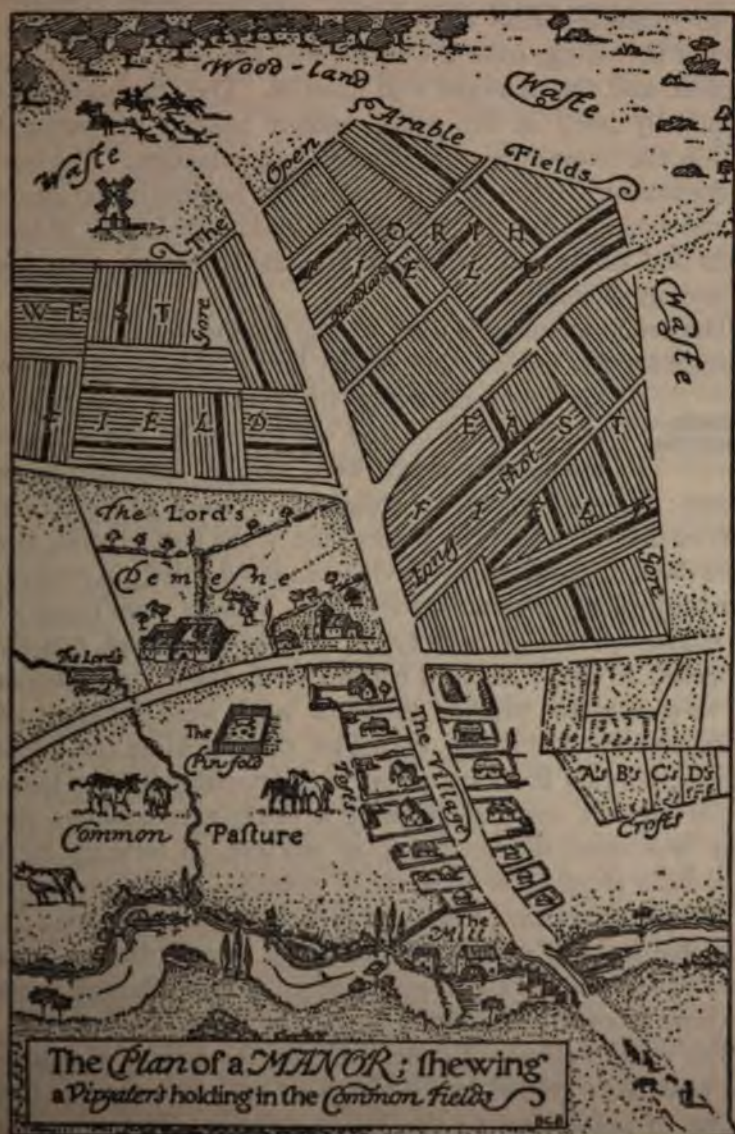 Wood-land
Waſte
Waſte
The Open Arable Fields
NORTH
FIELD
Headland
WEST
FIELD
Gore
Waſte
EAST
FIELD
Long ſhot
Gore
The Lord's
Demeſne
The Lord's
The
Pinfold
Common Paſture
Tofts
The Village
A's B's C's D's
Crofts
The
Mill
The Plan of a MANOR; ſhewing
a Virgater's holding in the Common Fields